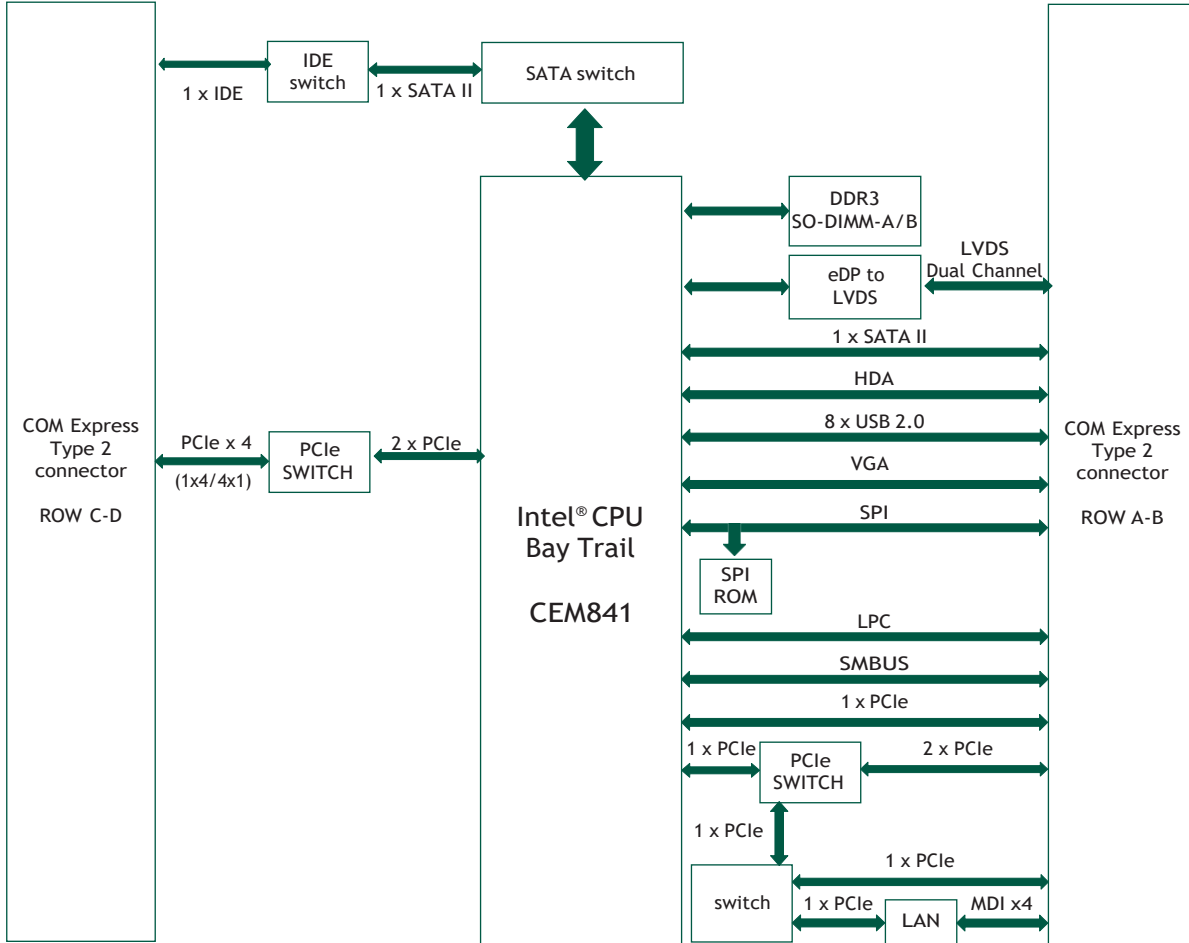 IDE
switch
SATA switch
1 x IDE
1 x SATA II
DDR3
SO-DIMM-A/B
LVDS
Dual Channel
eDP to
LVDS
1 x SATA II
HDA
COM Express
Type 2
connector
ROW C-D
PCIe x 4
(1x4/4x1)
PCIe
SWITCH
2 x PCIe
8 x USB 2.0
VGA
COM Express
Type 2
connector
ROW A-B
Intel® CPU
Bay Trail
CEM841
SPI
SPI
ROM
LPC
SMBUS
1 x PCIe
1 x PCIe
PCIe
SWITCH
2 x PCIe
1 x PCIe
1 x PCIe
switch
1 x PCIe
LAN
MDI x4